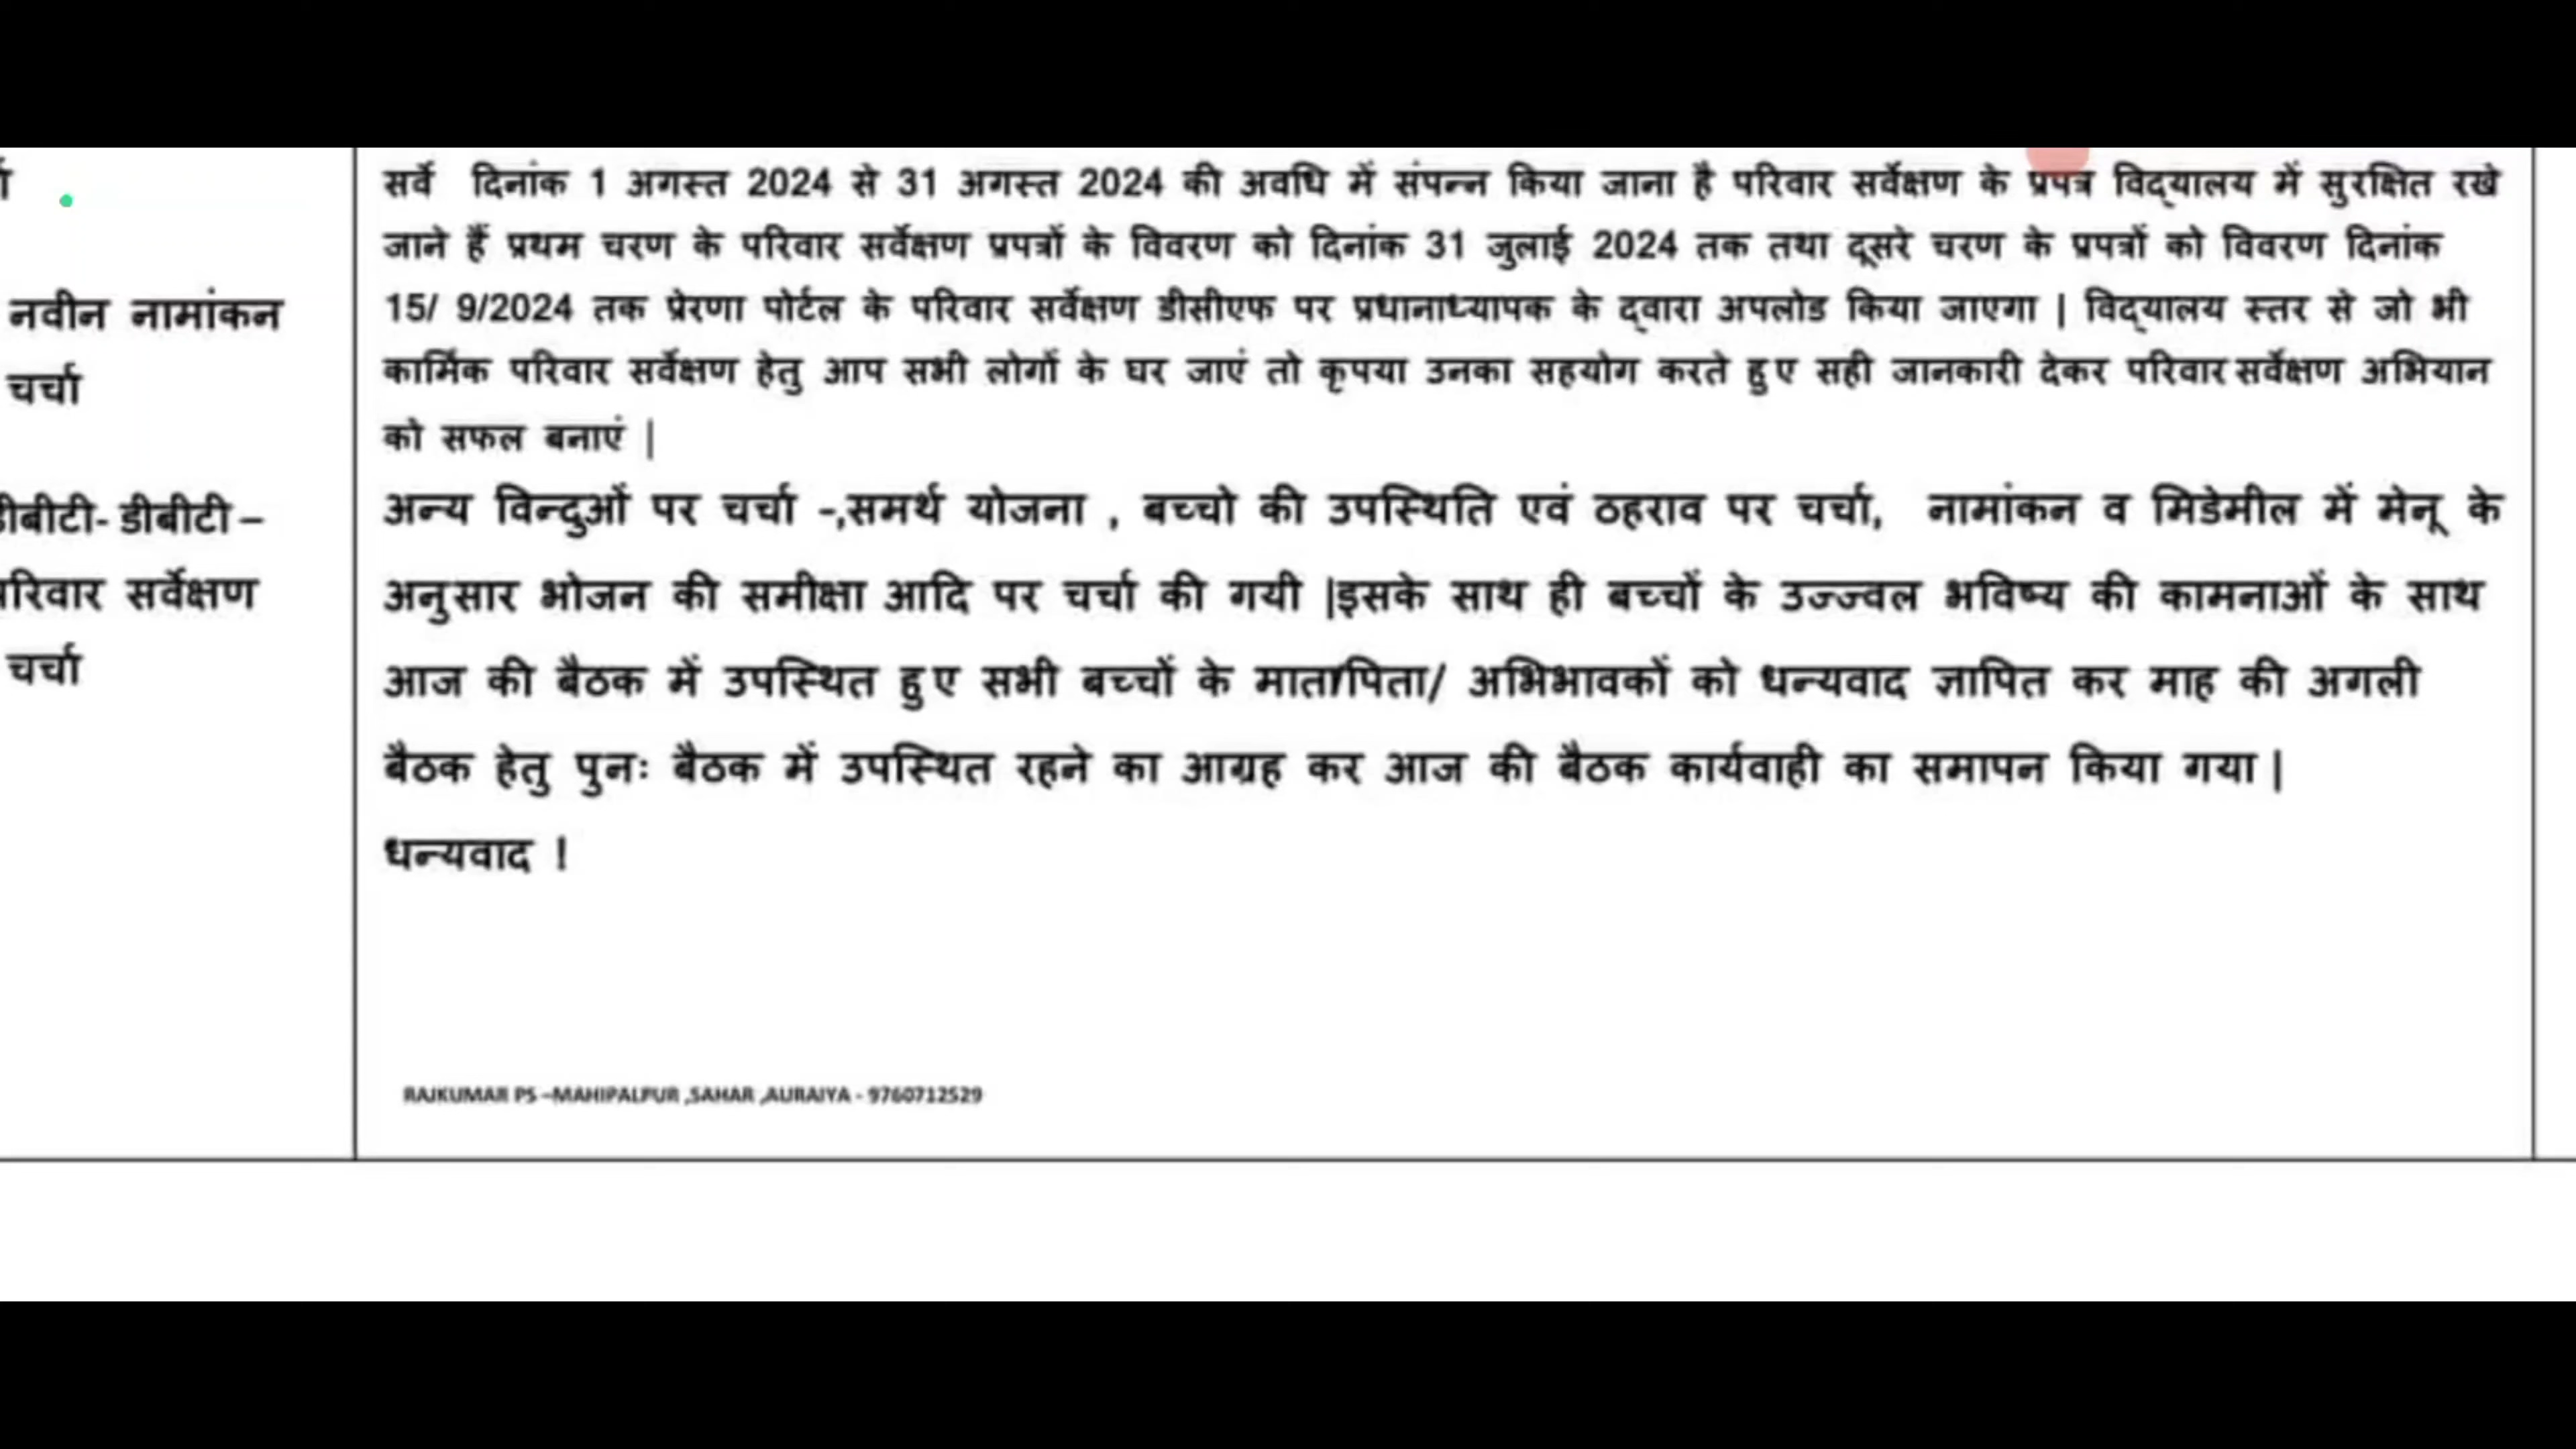 नवीन नामांकन
चर्चा
डीबीटी- डीबीटी –
परिवार सर्वेक्षण
चर्चा
सर्वे दिनांक 1 अगस्त 2024 से 31 अगस्त 2024 की अवधि में संपन्न किया जाना है परिवार सर्वेक्षण के प्रपत्र विद्यालय में सुरक्षित रखे
जाने हैं प्रथम चरण के परिवार सर्वेक्षण प्रपत्रों के विवरण को दिनांक 31 जुलाई 2024 तक तथा दूसरे चरण के प्रपत्रों को विवरण दिनांक
15/ 9/2024 तक प्रेरणा पोर्टल के परिवार सर्वेक्षण डीसीएफ पर प्रधानाध्यापक के द्वारा अपलोड किया जाएगा | विद्यालय स्तर से जो भी
कार्मिक परिवार सर्वेक्षण हेतु आप सभी लोगों के घर जाएं तो कृपया उनका सहयोग करते हुए सही जानकारी देकर परिवार सर्वेक्षण अभियान
को सफल बनाएं |
अन्य विन्दुओं पर चर्चा -,समर्थ योजना , बच्चो की उपस्थिति एवं ठहराव पर चर्चा, नामांकन व मिडेमील में मेनू के
अनुसार भोजन की समीक्षा आदि पर चर्चा की गयी |इसके साथ ही बच्चों के उज्ज्वल भविष्य की कामनाओं के साथ
आज की बैठक में उपस्थित हुए सभी बच्चों के माता/पिता/ अभिभावकों को धन्यवाद ज्ञापित कर माह की अगली
बैठक हेतु पुनः बैठक में उपस्थित रहने का आग्रह कर आज की बैठक कार्यवाही का समापन किया गया |
धन्यवाद !
RAJKUMAR PS –MAHIPALPUR ,SAHAR ,AURAIYA - 9760712529